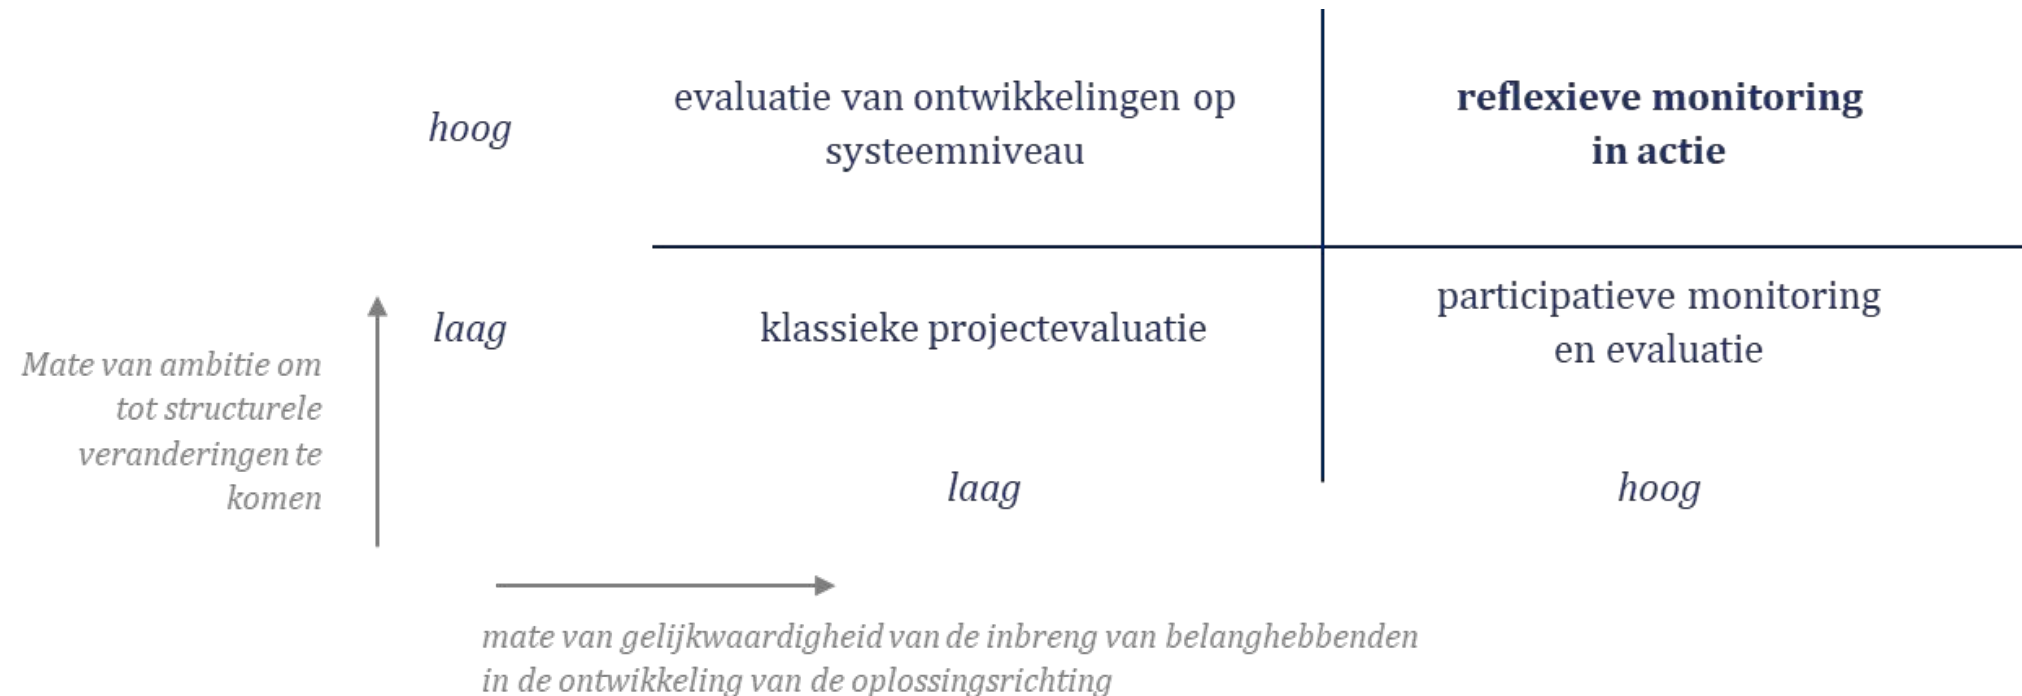 evaluatie van ontwikkelingen op
systeemniveau
reflexieve monitoring
in actie
hoog
laag
klassieke projectevaluatie
participatieve monitoring
en evaluatie
Mate van ambitie om
tot structurele
veranderingen te
komen
laag
hoog
mate van gelijkwaardigheid van de inbreng van belanghebbenden
in de ontwikkeling van de oplossingsrichting